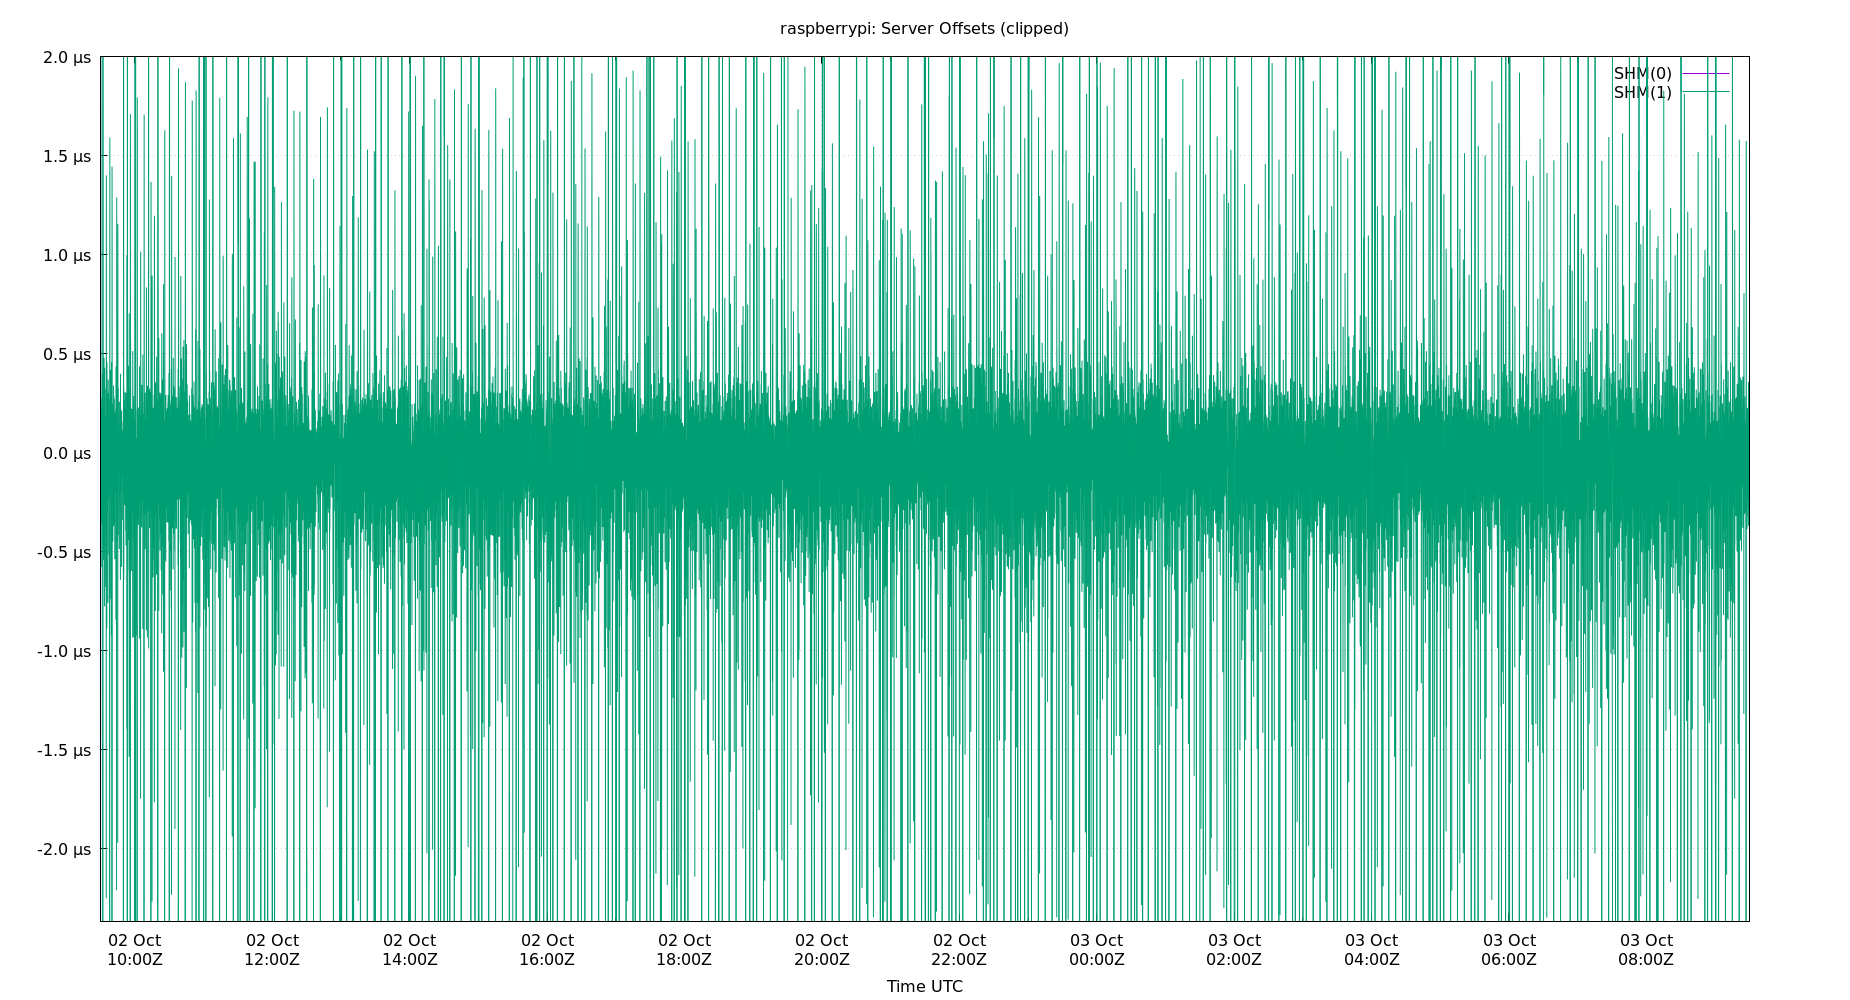 raspberrypi: Server Offsets (clipped)
2.0 µs
SHM(0)
SHM(1)
1.5 µs
1.0 µs
0.5 µs
0.0 µs
-0.5 µs
-1.0 µs
-1.5 µs
-2.0 µs
02 Oct 02 Oct 02 Oct 02 Oct 02 Oct 02 Oct 02 Oct 03 Oct 03 Oct 03 Oct 03 Oct 03 Oct
10:00Z 12:00Z 14:00Z 16:00Z 18:00Z 20:00Z 22:00Z 00:00Z 02:00Z 04:00Z 06:00Z 08:00Z
Time UTC